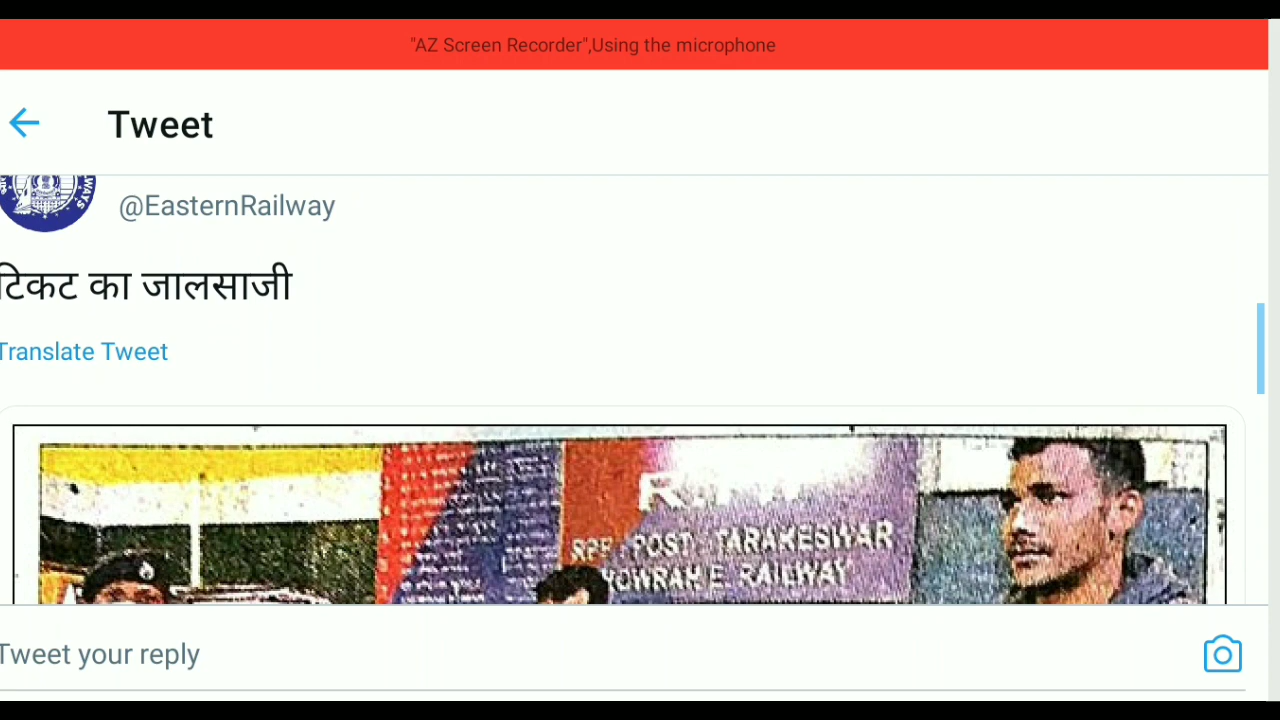 "AZ Screen Recorder",Using the microphone
Tweet
@EasternRailway
टिकट का जालसाजी
Translate Tweet
RPF POST TARAKESWAR
HOWRAH E. RAILWAY
Tweet your reply